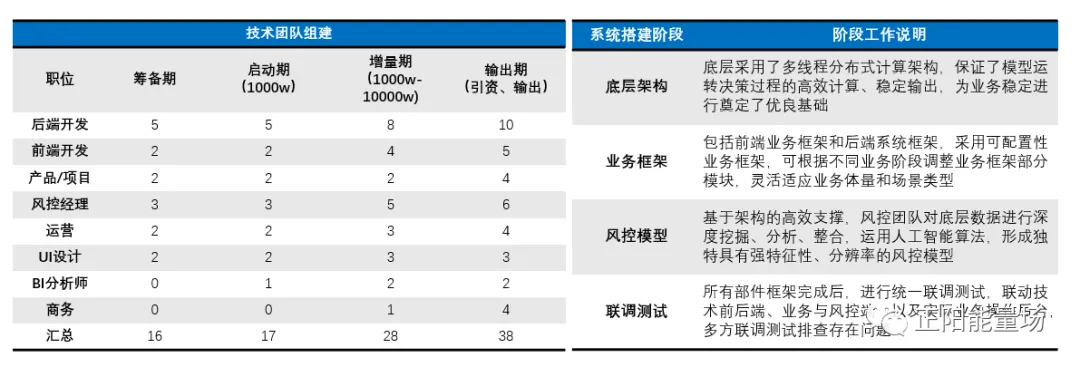 技术团队组建
职位 筹备期 启动期 (1000w) 增量期 (1000w-10000w) 输出期 (引资、输出)
后端开发 5 5 8 10
前端开发 2 2 4 5
产品/项目 2 2 2 4
风控经理 3 3 5 6
运营 2 2 3 4
UI设计 2 2 3 3
BI分析师 0 1 2 2
商务 0 0 1 4
汇总 16 17 28 38
系统搭建阶段 阶段工作说明
底层架构
底层采用了多线程分布式计算架构，保证了模型运
转决策过程的高效计算、稳定输出，为业务稳定进
行奠定了优良基础
业务框架
包括前端业务框架和后端系统框架，采用可配置性
业务框架，可根据不同业务阶段调整业务框架部分
模块，灵活适应业务体量和场景类型
风控模型
基于架构的高效支撑，风控团队对底层数据进行深
度挖掘、分析、整合，运用人工智能算法，形成独
特具有强特征性、分辨率的风控模型
联调测试
所有部件框架完成后，进行统一联调测试，联动技
术前后端、业务与风控端，以及实际业务操作后台，
多方联调测试排查存在问题
正阳能量场